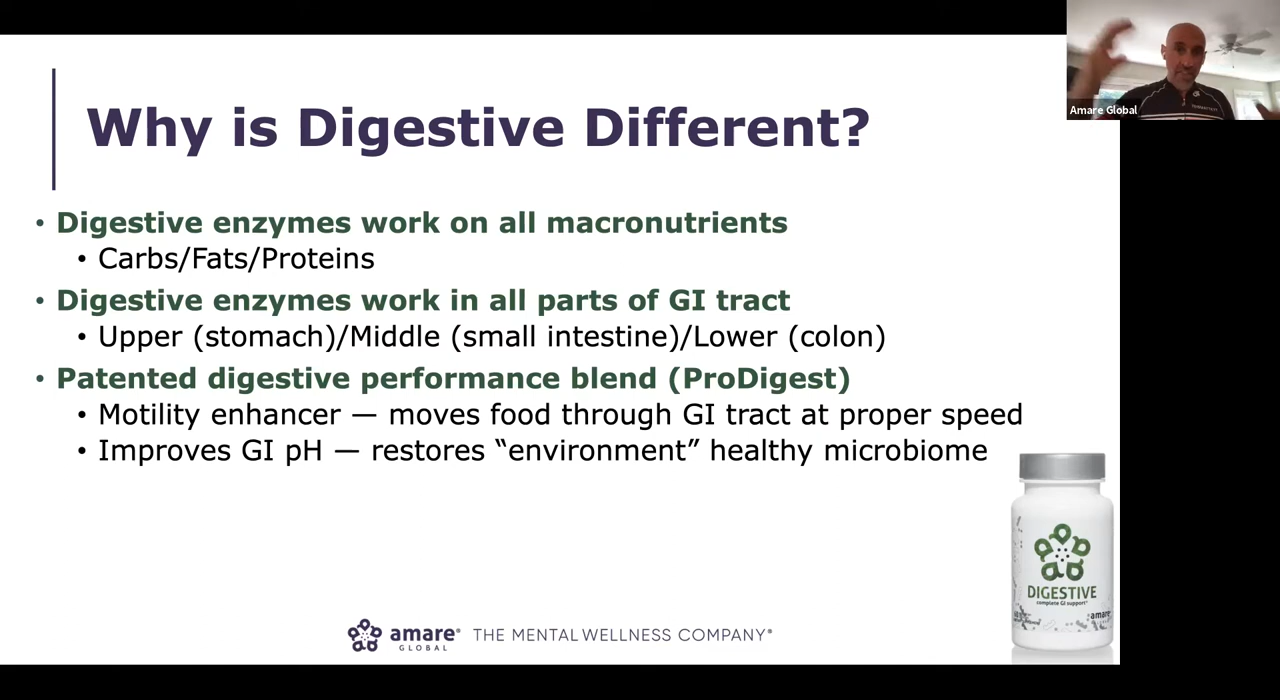 Amare Global
Why is Digestive Different?
• Digestive enzymes work on all macronutrients
• Carbs/Fats/Proteins
• Digestive enzymes work in all parts of GI tract
• Upper (stomach)/Middle (small intestine)/Lower (colon)
• Patented digestive performance blend (ProDigest)
• Motility enhancer — moves food through GI tract at proper speed
• Improves GI pH — restores “environment” healthy microbiome
DIGESTIVE
complete GI support*
amare
amare®
GLOBAL
THE MENTAL WELLNESS COMPANY®